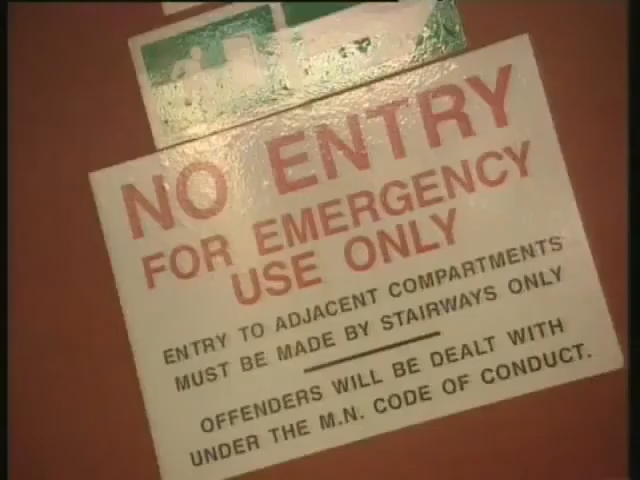 NO ENTRY
FOR EMERGENCY
USE ONLY
ENTRY TO ADJACENT COMPARTMENTS
MUST BE MADE BY STAIRWAYS ONLY
OFFENDERS WILL BE DEALT WITH
UNDER THE M.N. CODE OF CONDUCT.